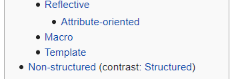 Reflective
Attribute-oriented
Macro
Template
Non-structured (contrast: Structured)